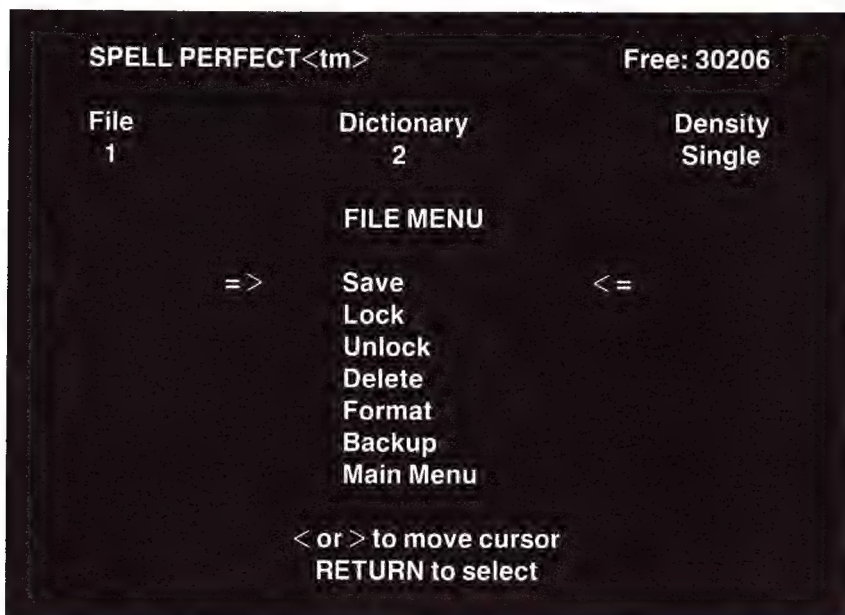 SPELL PERFECT<tm> Free: 30206
File Dictionary Density
1 2 Single
FILE MENU
=> Save <=
Lock
Unlock
Delete
Format
Backup
Main Menu
< or > to move cursor
RETURN to select